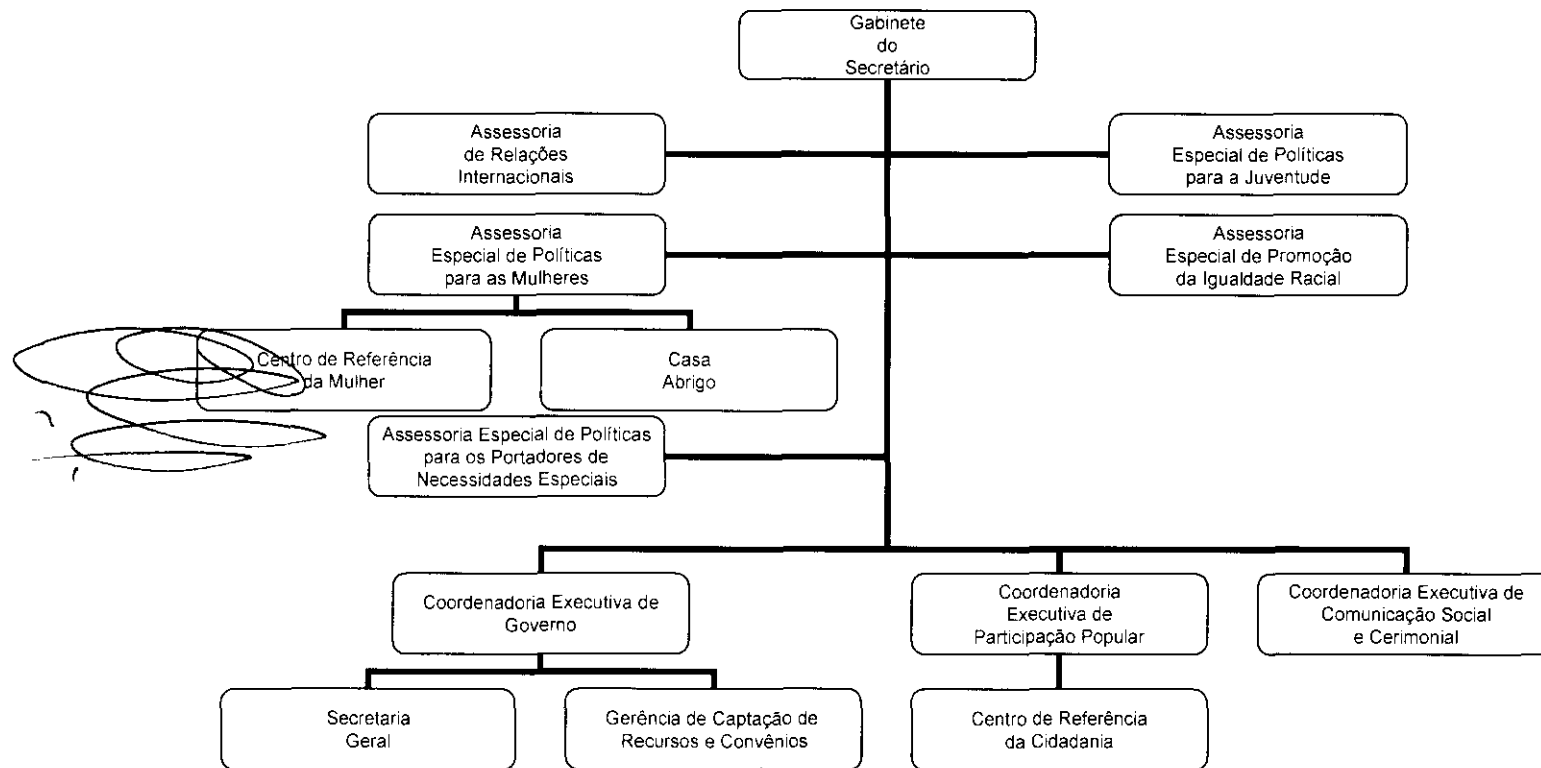 Gabinete
do
Secretário
Assessoria
de Relações
Internacionais
Assessoria
Especial de Políticas
para a Juventude
Assessoria
Especial de Políticas
para as Mulheres
Assessoria
Especial de Promoção
da Igualdade Racial
Centro de Referência
da Mulher
Casa
Abrigo
Assessoria Especial de Políticas
para os Portadores de
Necessidades Especiais
Coordenadoria Executiva de
Governo
Coordenadoria
Executiva de
Participação Popular
Coordenadoria Executiva de
Comunicação Social
e Cerimonial
Secretaria
Geral
Gerência de Captação de
Recursos e Convênios
Centro de Referência
da Cidadania